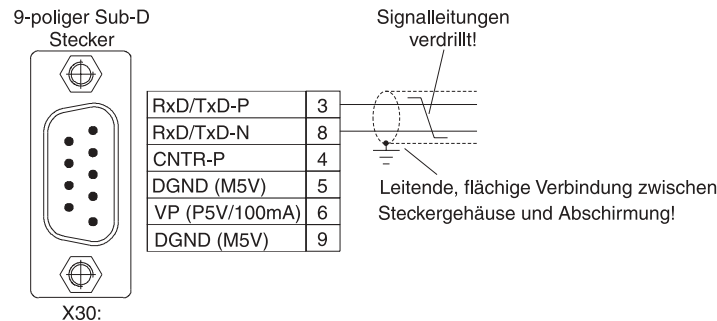 9-poliger Sub-D
Stecker
Signalleitungen
verdrillt!
RxD/TxD-P 3
RxD/TxD-N 8
CNTR-P 4
DGND (M5V) 5
VP (P5V/100mA) 6
DGND (M5V) 9
Leitende, flächige Verbindung zwischen
Steckergehäuse und Abschirmung!
X30: